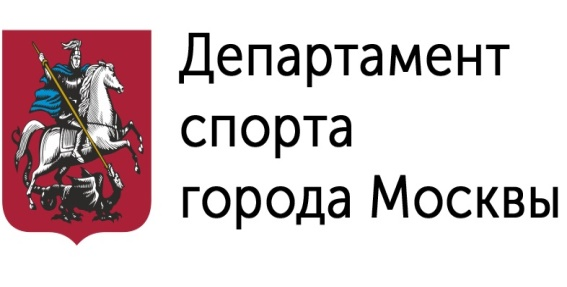 Департамент
спорта
города Москвы